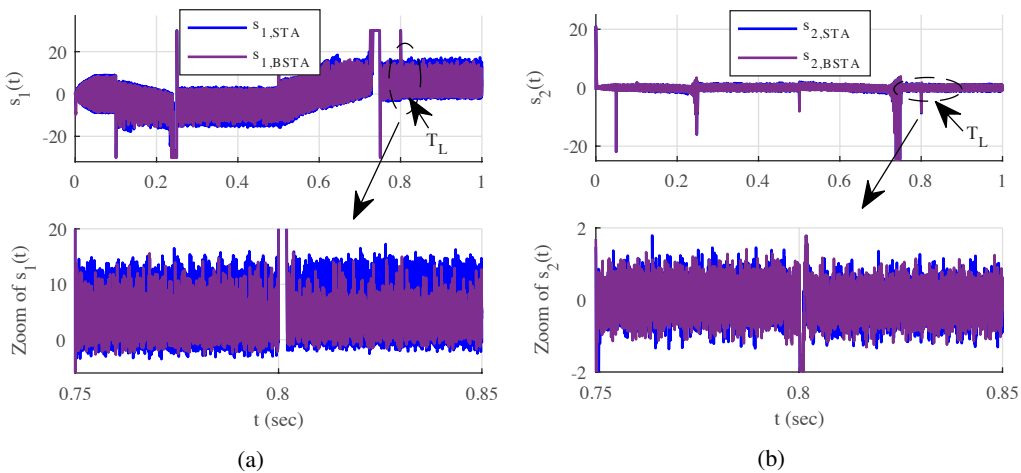 s1,STA
s1,BSTA
s1(t)
20
0
-20
TL
0
0.2
0.4
0.6
0.8
1
Zoom of s1(t)
20
10
0
0.75
0.8
0.85
t (sec)
(a)
s2,STA
s2,BSTA
s2(t)
20
0
-20
TL
0
0.2
0.4
0.6
0.8
1
Zoom of s2(t)
2
0
-2
0.75
0.8
0.85
t (sec)
(b)